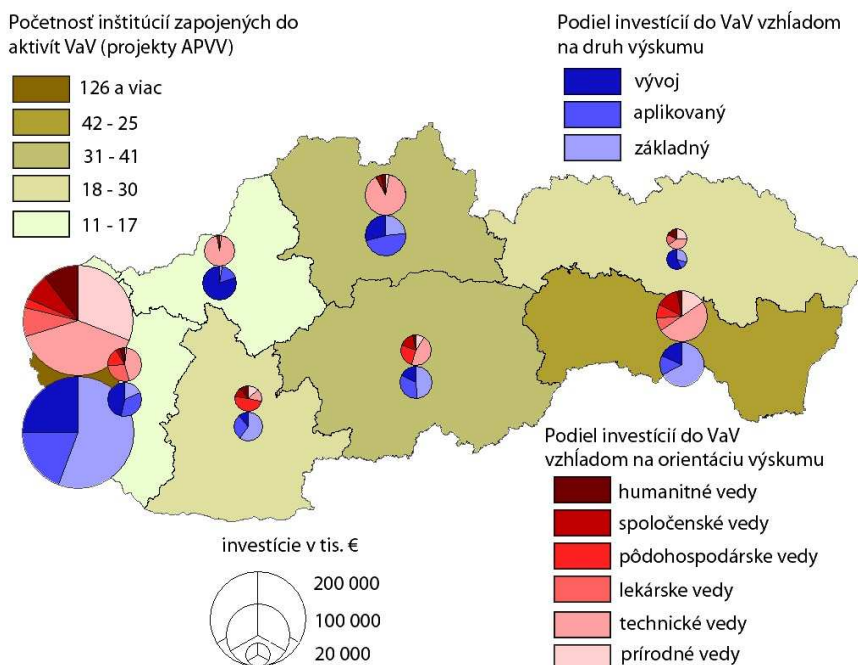 Početnosť inštitúcií zapojených do
aktivít VaV (projekty APVV)
126 a viac
42 - 25
31 - 41
18 - 30
11 - 17
Podiel investícií do VaV vzhĺadom
na druh výskumu
vývoj
aplikovaný
základný
investície v tis. €
200 000
100 000
20 000
Podiel investícií do VaV
vzhĺadom na orientáciu výskumu
humanitné vedy
spoločenské vedy
pôdohospodárske vedy
lekárske vedy
technické vedy
prírodné vedy